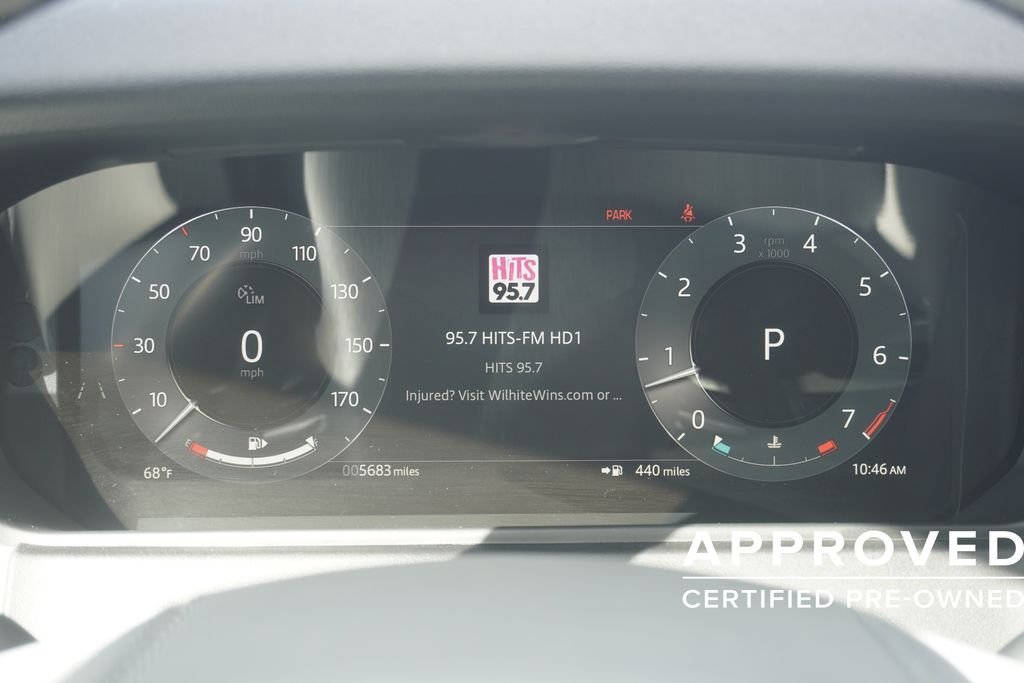 PARK
90
mph
70
110
50
130
LIM
30
0
150
mph
10
170
E
F
68°F
005683 miles
HiTS
95.7
95.7 HITS-FM HD1
HITS 95.7
Injured? Visit WilhiteWins.com or ...
440 miles
rpm
x 1000
3
4
2
5
1
P
6
0
7
10:46 AM
APPROVED
CERTIFIED PRE-OWNED